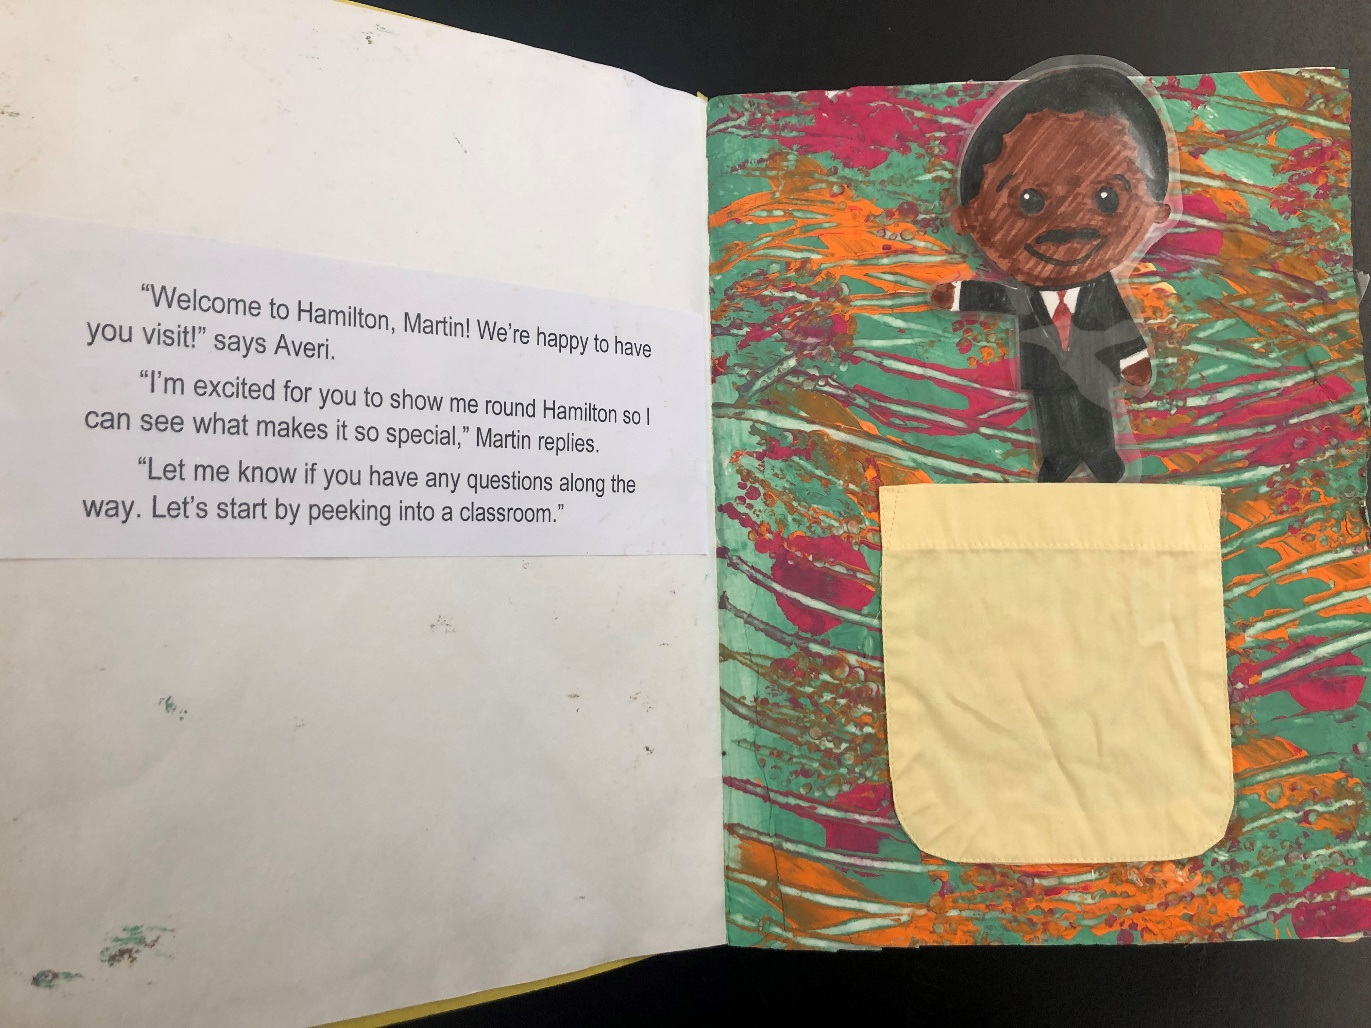 “Welcome to Hamilton, Martin! We’re happy to have
you visit!” says Averi.
“I’m excited for you to show me round Hamilton so I
can see what makes it so special,” Martin replies.
“Let me know if you have any questions along the
way. Let’s start by peeking into a classroom.”